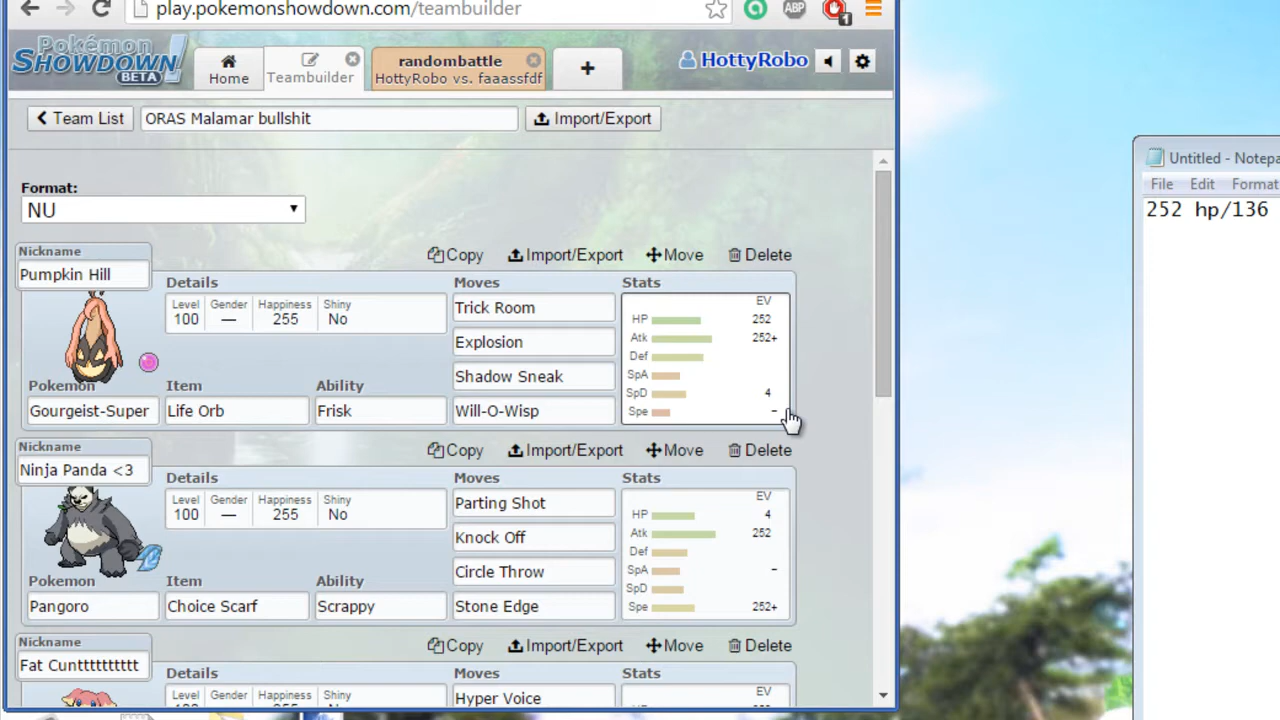 play.pokemonshowdown.com/teambuilder
ABP
1
Pokémon
SHOWDOWN!
BETA
Home
Teambuilder
randombattle
HottyRobo vs. faaassfdf
+
HottyRobo
Team List
ORAS Malamar bullshit
Import/Export
Untitled - Notepa
File Edit Format
252 hp/136
Format:
NU
Nickname
Pumpkin Hill
Copy Import/Export Move Delete
Details
Level Gender Happiness Shiny
100 — 255 No
Pokemon
Gourgeist-Super
Item
Life Orb
Ability
Frisk
Moves
Trick Room
Explosion
Shadow Sneak
Will-O-Wisp
Stats
EV
HP 252
Atk 252+
Def
SpA
SpD 4
Spe -
Nickname
Ninja Panda <3
Copy Import/Export Move Delete
Details
Level Gender Happiness Shiny
100 — 255 No
Pokemon
Pangoro
Item
Choice Scarf
Ability
Scrappy
Moves
Parting Shot
Knock Off
Circle Throw
Stone Edge
Stats
EV
HP 4
Atk 252
Def
SpA -
SpD
Spe 252+
Nickname
Fat Cuntttttttttt
Copy Import/Export Move Delete
Details
Level Gender Happiness Shiny
Moves
Hyper Voice
Stats
EV